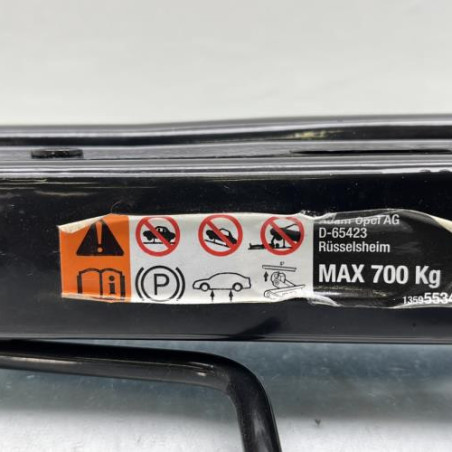 Adam Opel AG
D-65423
Rüsselsheim
MAX 700 Kg
P